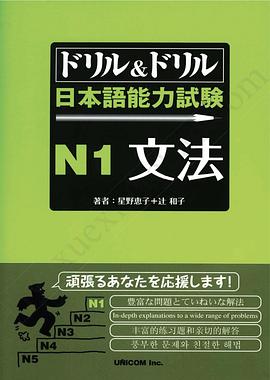 ドリル&ドリル
日本語能力試験
N1 文法
著者：星野恵子+辻 和子
頑張るあなたを応援します!
N1
N2
N3
N4
N5
豊富な問題とていねいな解法
In-depth explanations to a wide range of problems
丰富的练习题和亲切的解答
풍부한 문제와 친절한 해법
UNICOM Inc.